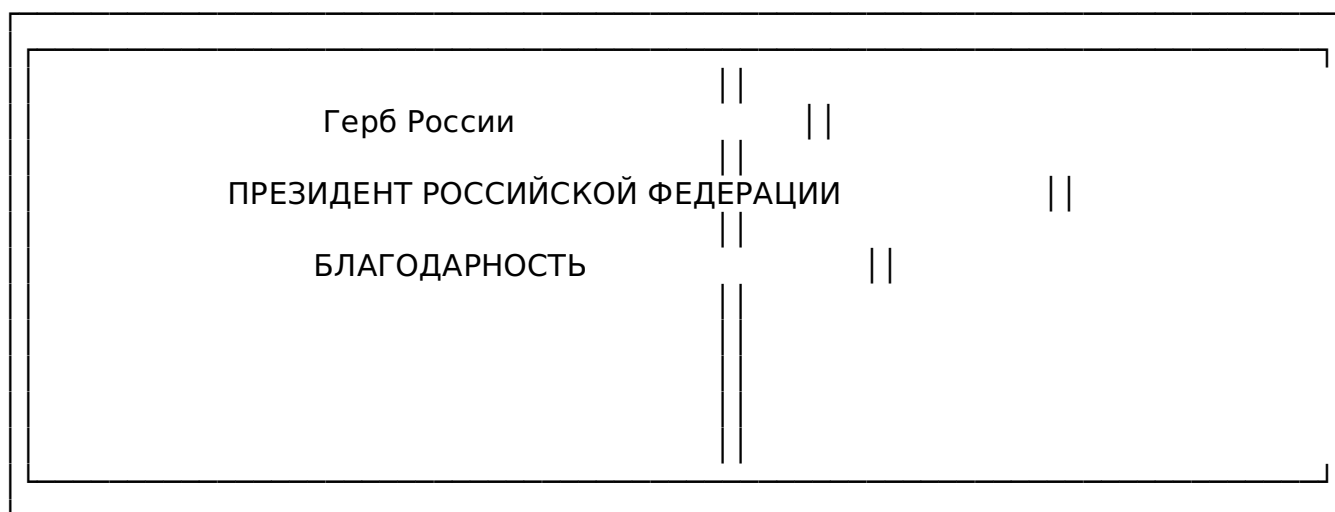 Герб России
ПРЕЗИДЕНТ РОССИЙСКОЙ ФЕДЕРАЦИИ
БЛАГОДАРНОСТЬ